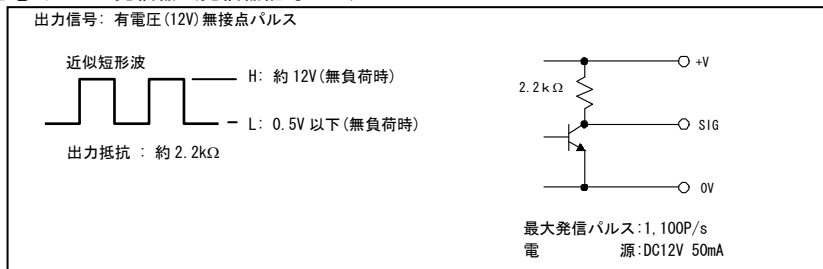 出力信号: 有電圧(12V)無接点パルス
近似短形波
H: 約12V(無負荷時)
L: 0.5V 以下(無負荷時)
出力抵抗 : 約2.2kΩ
+V
2.2kΩ
SIG
0V
最大発信パルス:1,100P/s
電 源:DC12V 50mA